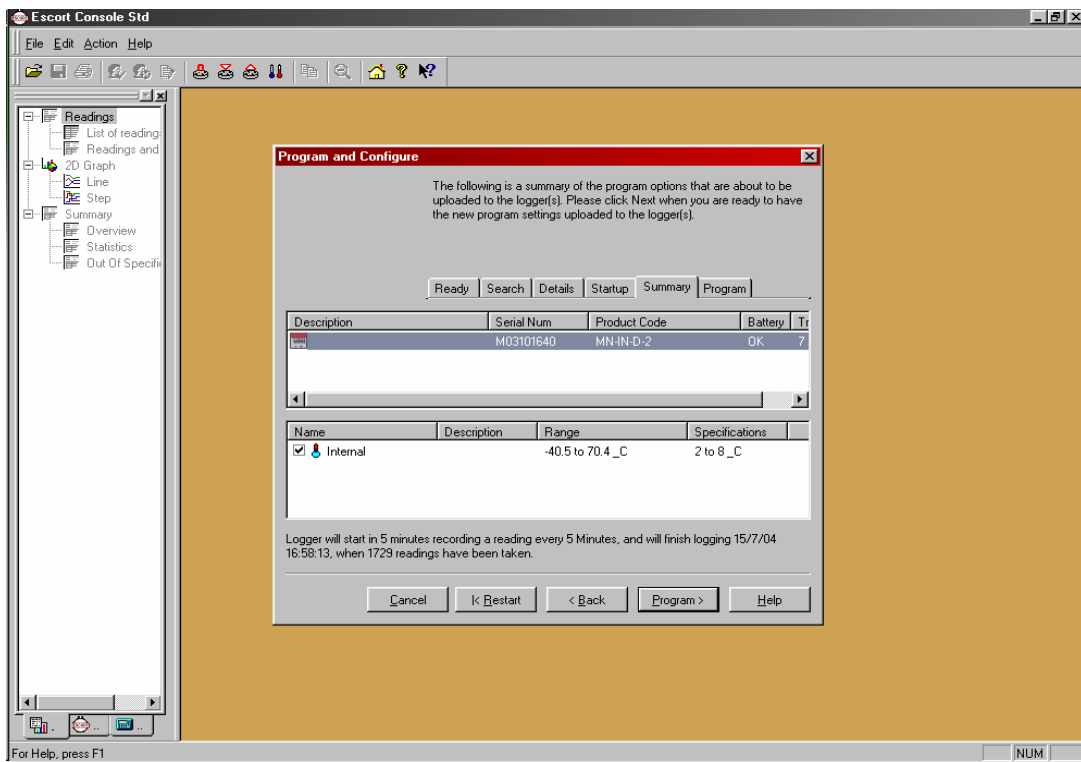 Escort Console Std
File Edit Action Help
Readings
List of reading:
Readings and
2D Graph
Line
Step
Summary
Overview
Statistics
Out Of Specifi
Program and Configure
The following is a summary of the program options that are about to be
uploaded to the logger(s). Please click Next when you are ready to have
the new program settings uploaded to the logger(s).
Ready Search Details Startup Summary Program
Description Serial Num Product Code Battery Tr
M03101640 MN-IN-D-2 OK 7
Name Description Range Specifications
Internal -40.5 to 70.4 _C 2 to 8 _C
Logger will start in 5 minutes recording a reading every 5 Minutes, and will finish logging 15/7/04
16:58:13, when 1729 readings have been taken.
Cancel |< Restart < Back Program > Help
For Help, press F1
NUM